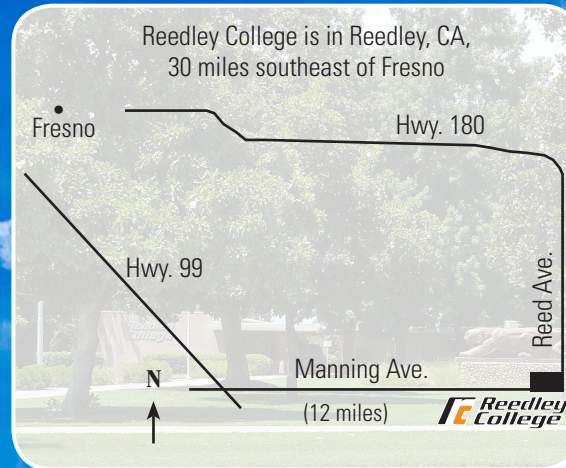 Reedley College is in Reedley, CA,
30 miles southeast of Fresno
Fresno
Hwy. 180
Hwy. 99
Reed Ave.
N
Manning Ave.
(12 miles)
Reedley
College